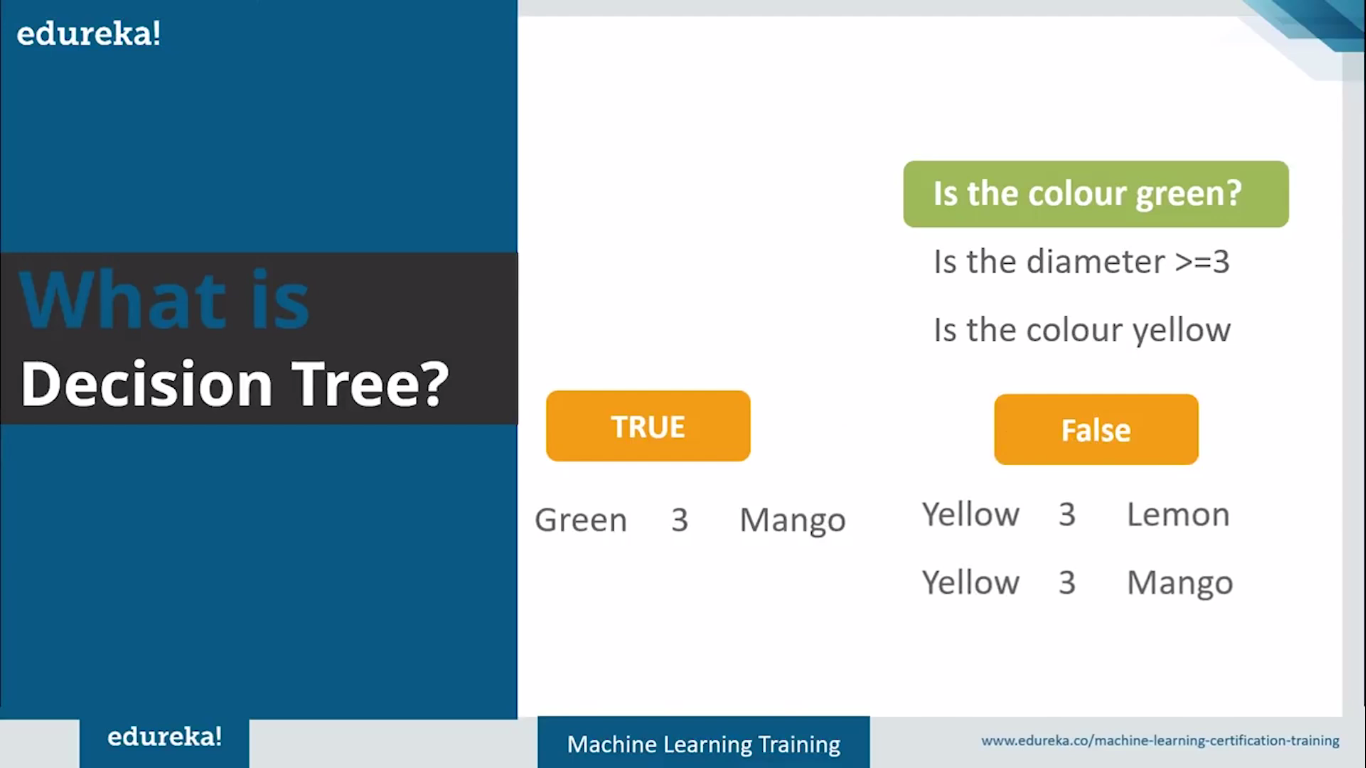 edureka!
What is
Decision Tree?
Is the colour green?
Is the diameter >=3
Is the colour yellow
TRUE
Green 3 Mango
False
Yellow 3 Lemon
Yellow 3 Mango
edureka!
Machine Learning Training
www.edureka.co/machine-learning-certification-training